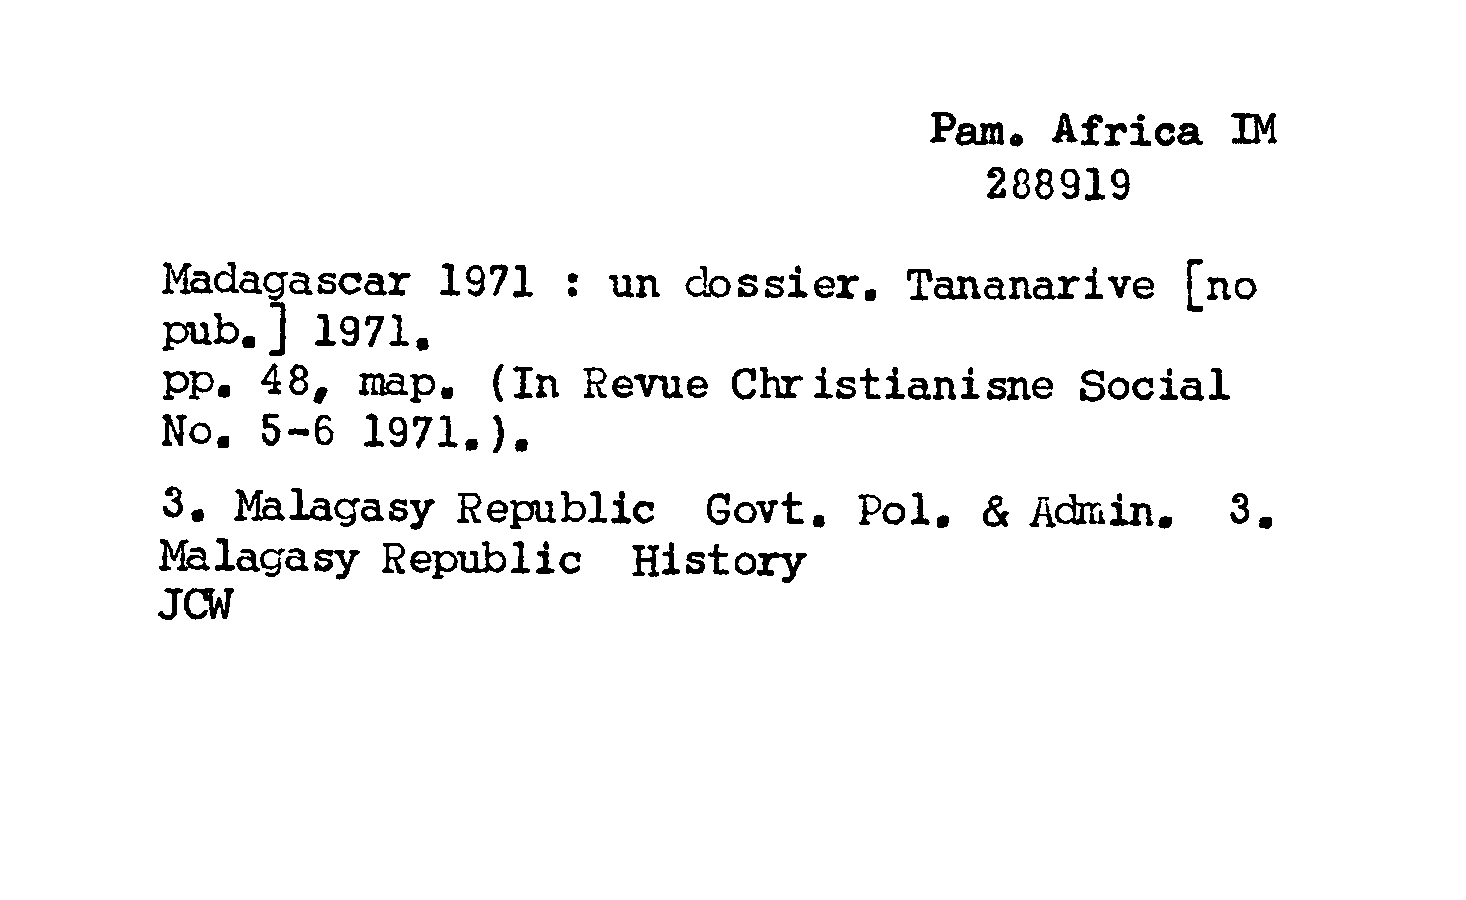 Pam. Africa IM
288919
Madagascar 1971 : un dossier. Tananarive [no
pub.] 1971.
pp. 48, map. (In Revue Christianisne Social
No. 5-6 1971.).
3. Malagasy Republic Govt. Pol. & Admin. 3.
Malagasy Republic History
JCW